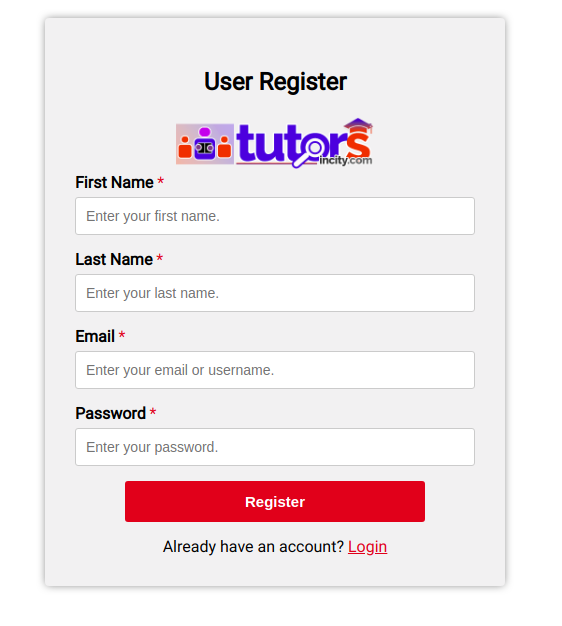 User Register
tutors
incity.com
First Name *
Enter your first name.
Last Name *
Enter your last name.
Email *
Enter your email or username.
Password *
Enter your password.
Register
Already have an account? Login